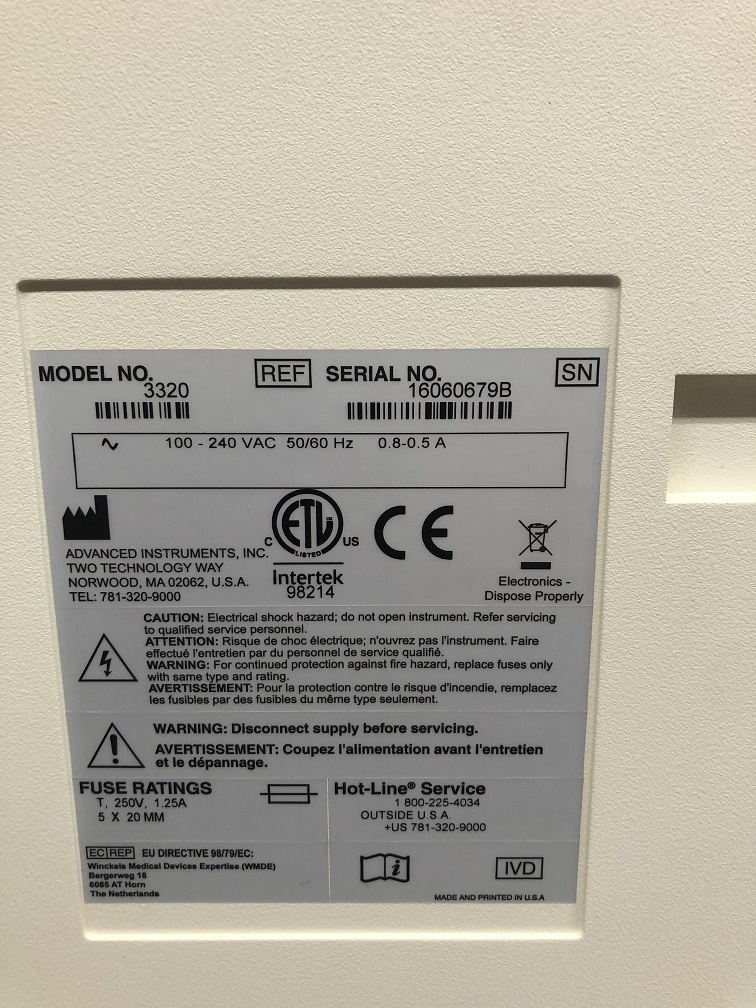 MODEL NO. REF SERIAL NO. SN
3320 16060679B
100 - 240 VAC 50/60 Hz 0.8-0.5 A
C ETL US
LISTED
CE
Intertek
98214
ADVANCED INSTRUMENTS, INC.
TWO TECHNOLOGY WAY
NORWOOD, MA 02062, U.S.A.
TEL: 781-320-9000
Electronics -
Dispose Properly
CAUTION: Electrical shock hazard; do not open instrument. Refer servicing
to qualified service personnel.
ATTENTION: Risque de choc électrique; n'ouvrez pas l'instrument. Faire
effectué l'entretien par du personnel de service qualifié.
WARNING: For continued protection against fire hazard, replace fuses only
with same type and rating.
AVERTISSEMENT: Pour la protection contre le risque d'incendie, remplacez
les fusibles par des fusibles du même type seulement.
WARNING: Disconnect supply before servicing.
AVERTISSEMENT: Coupez l'alimentation avant l'entretien
et le dépannage.
FUSE RATINGS
T, 250V, 1.25A
5 X 20 MM
Hot-Line® Service
1 800-225-4034
OUTSIDE U.S.A.
+US 781-320-9000
EC REP EU DIRECTIVE 98/79/EC:
Winckels Medical Devices Expertise (WMDE)
Bergerweg 18
6085 AT Horn
The Netherlands
i
IVD
MADE AND PRINTED IN U.S.A